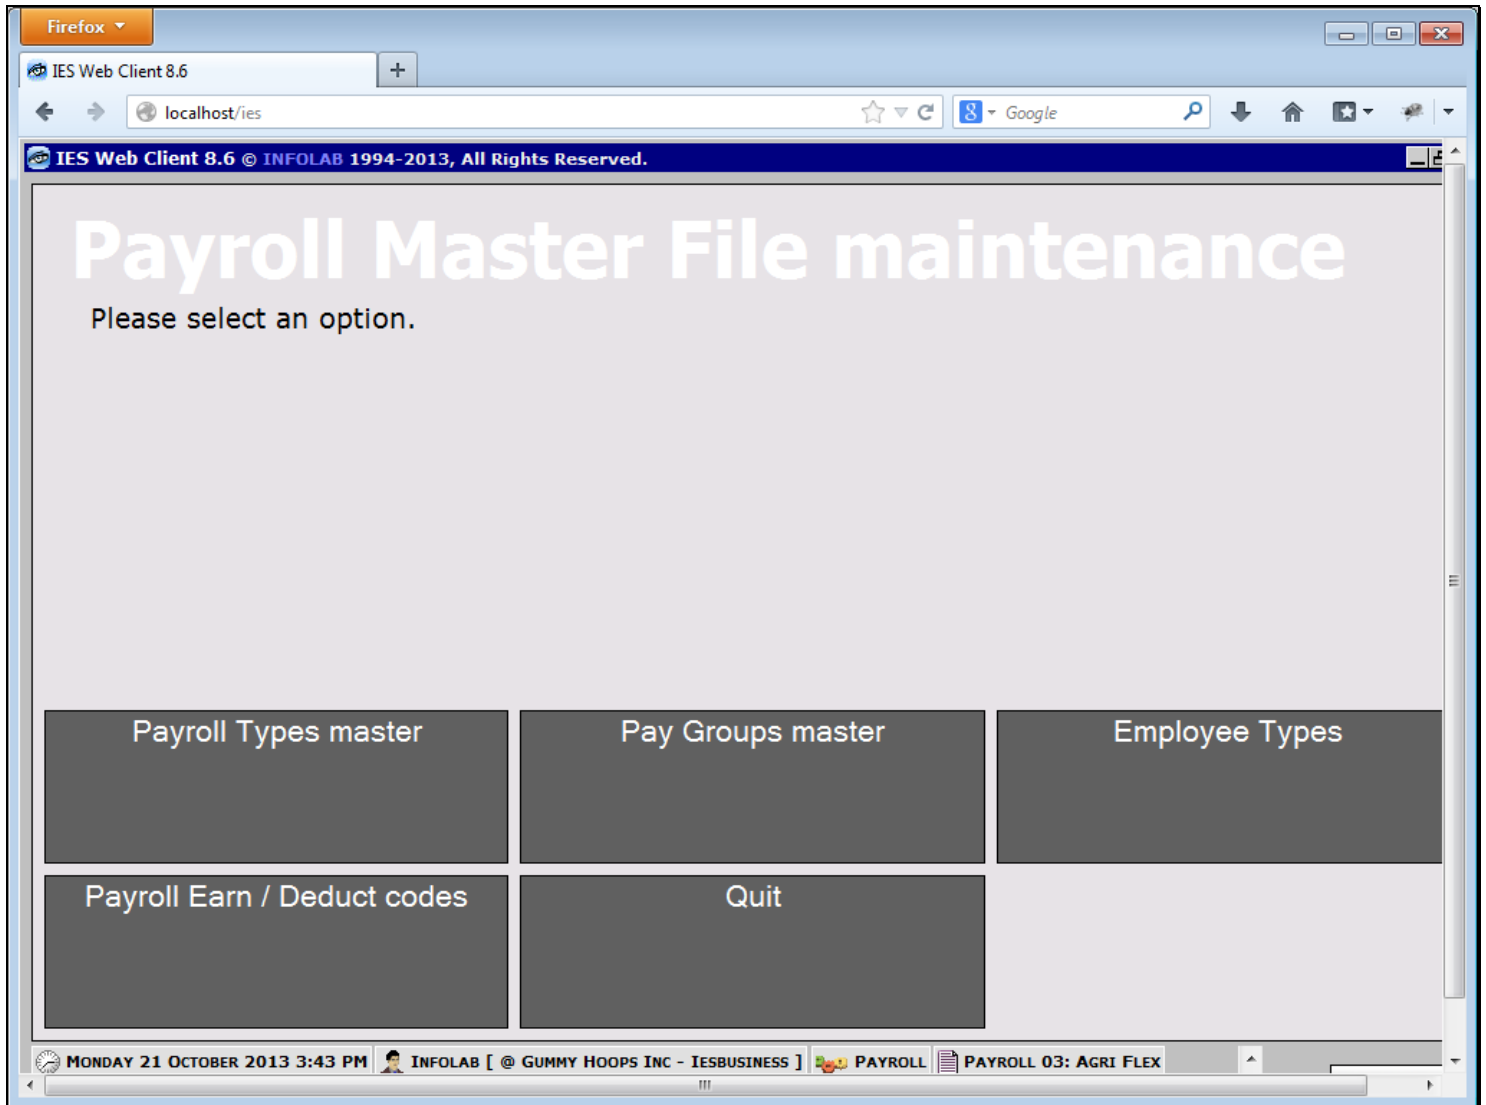 Firefox
IES Web Client 8.6
localhost/ies
Google
IES Web Client 8.6 © INFOLAB 1994-2013, All Rights Reserved.
Payroll Master File maintenance
Please select an option.
Payroll Types master
Pay Groups master
Employee Types
Payroll Earn / Deduct codes
Quit
MONDAY 21 OCTOBER 2013 3:43 PM INFOLAB [ @ GUMMY HOOPS INC - IESBUSINESS ] PAYROLL PAYROLL 03: AGRI FLEX